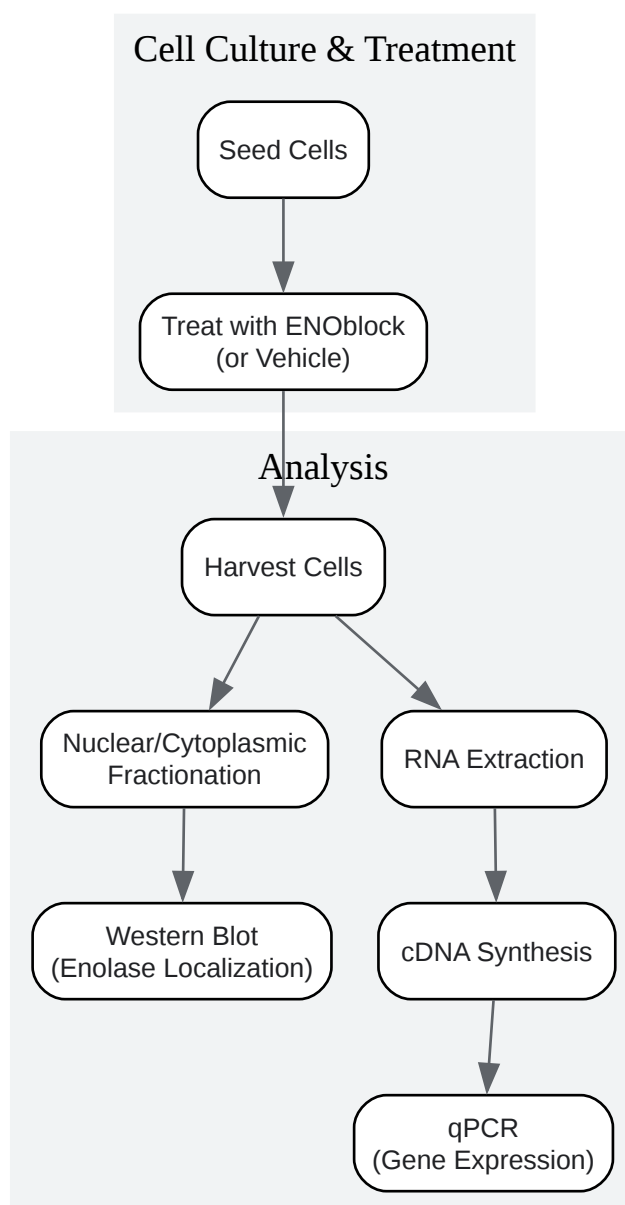 Cell Culture & Treatment
Seed Cells
Treat with ENOblock
(or Vehicle)
Analysis
Harvest Cells
Nuclear/Cytoplasmic
Fractionation
RNA Extraction
Western Blot
(Enolase Localization)
cDNA Synthesis
qPCR
(Gene Expression)